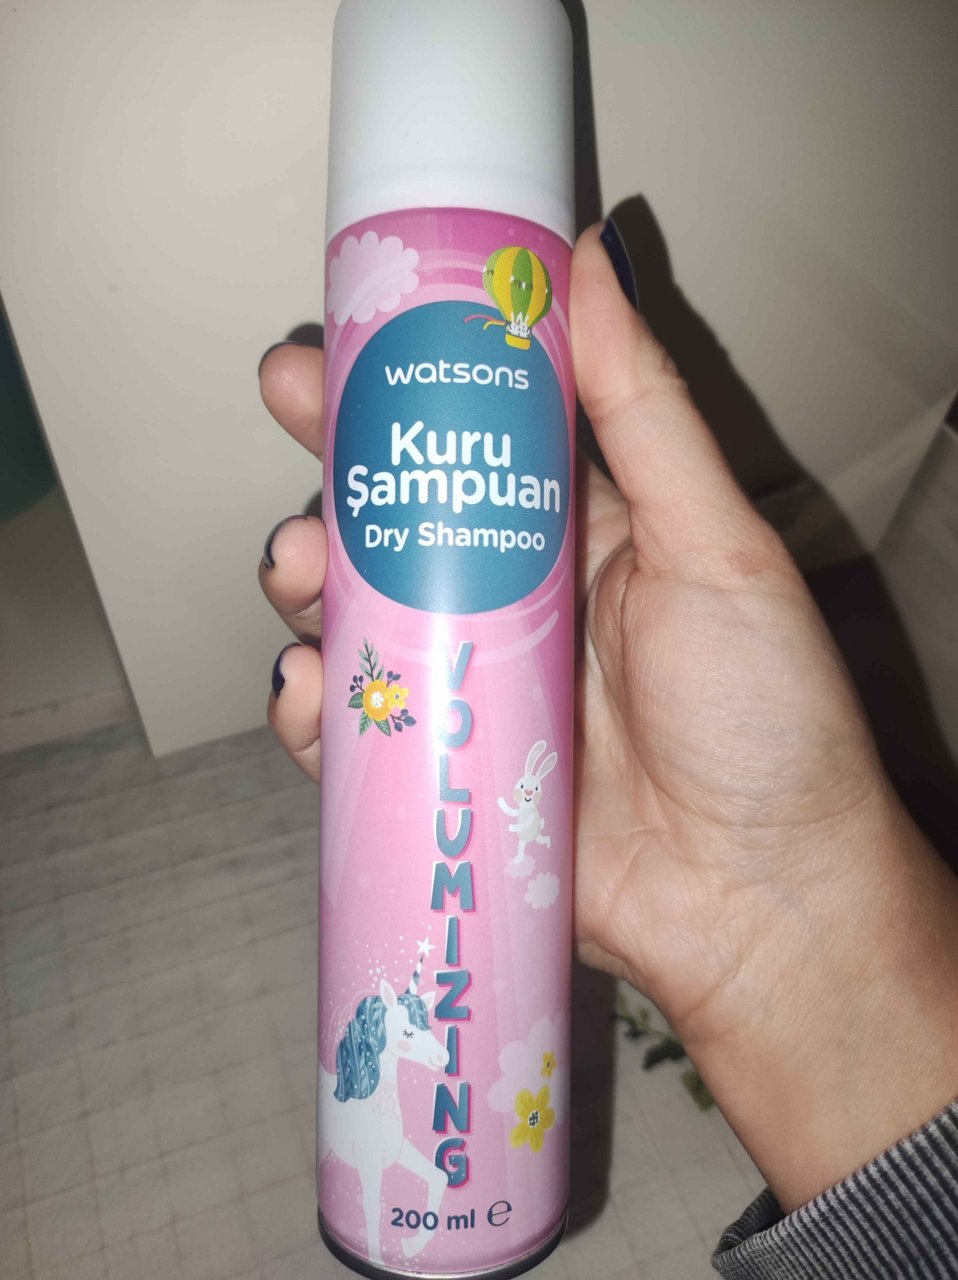 watsons
Kuru
Şampuan
Dry Shampoo
VOLUMIZING
200 ml ℮